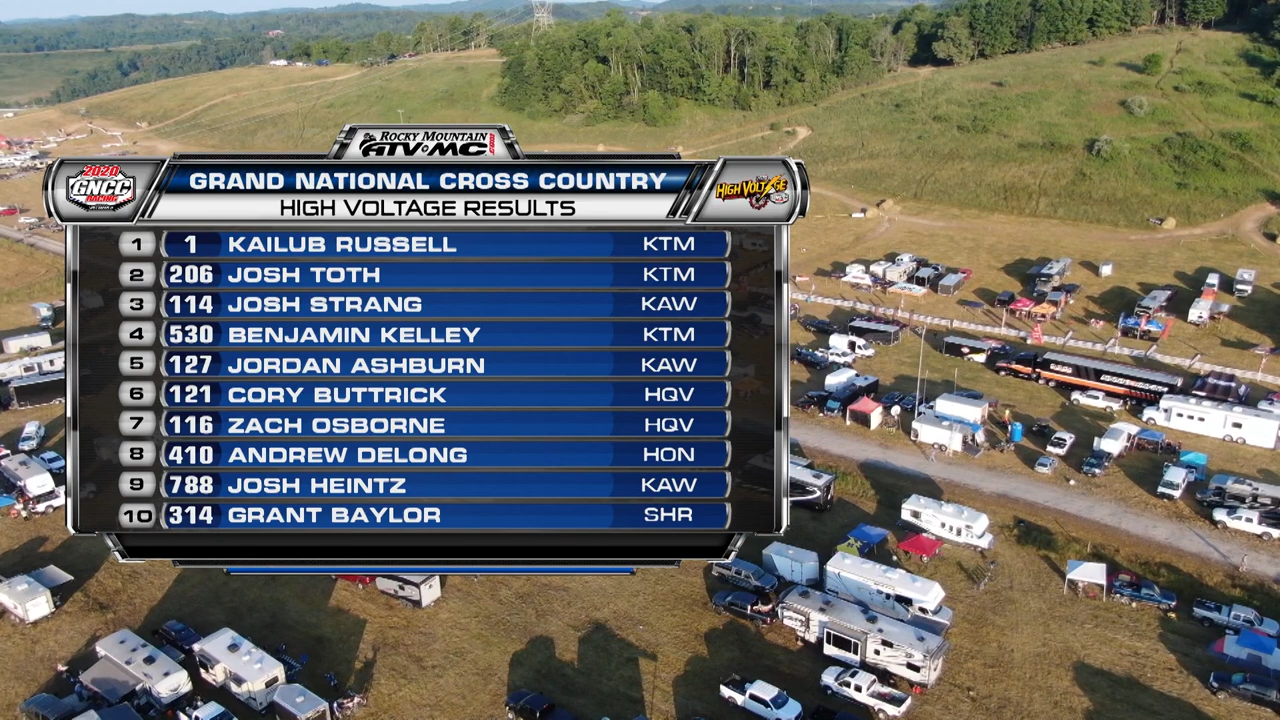 ROCKY MOUNTAIN
ATV MC .COM
2020
GNCC
RACING
GRAND NATIONAL CROSS COUNTRY
HIGH VOLTAGE RESULTS
HIGH VOLTAGE
1 1 KAILUB RUSSELL KTM
2 206 JOSH TOTH KTM
3 114 JOSH STRANG KAW
4 530 BENJAMIN KELLEY KTM
5 127 JORDAN ASHBURN KAW
6 121 CORY BUTTRICK HQV
7 116 ZACH OSBORNE HQV
8 410 ANDREW DELONG HON
9 788 JOSH HEINTZ KAW
10 314 GRANT BAYLOR SHR